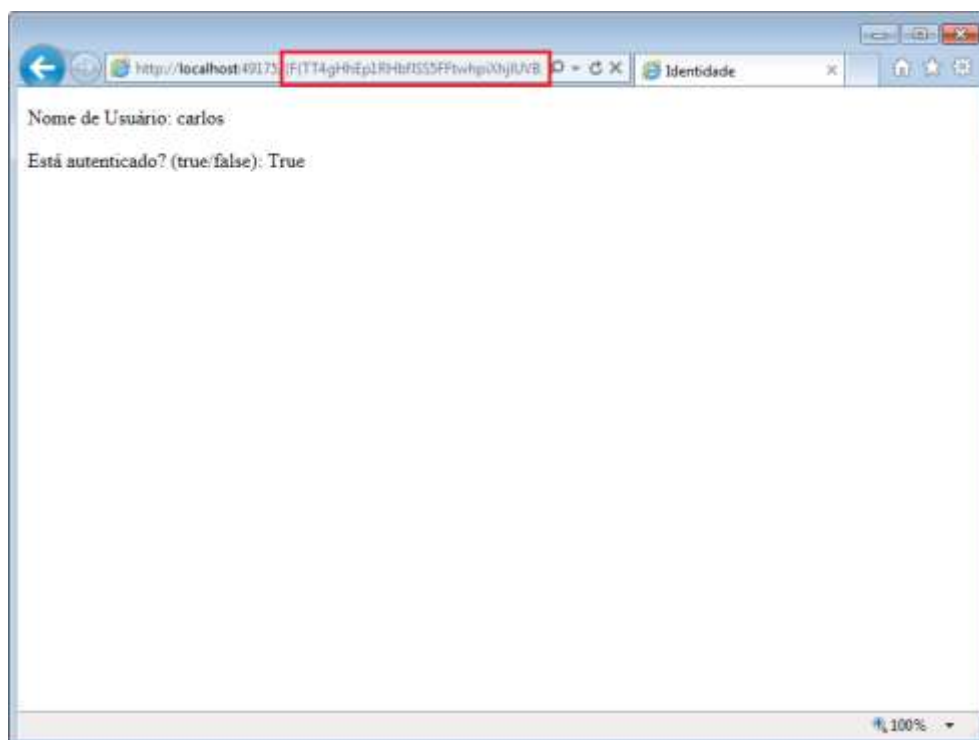 http://localhost:49175
Identidade
Nome de Usuário: carlos
Está autenticado? (true/false): True
100%